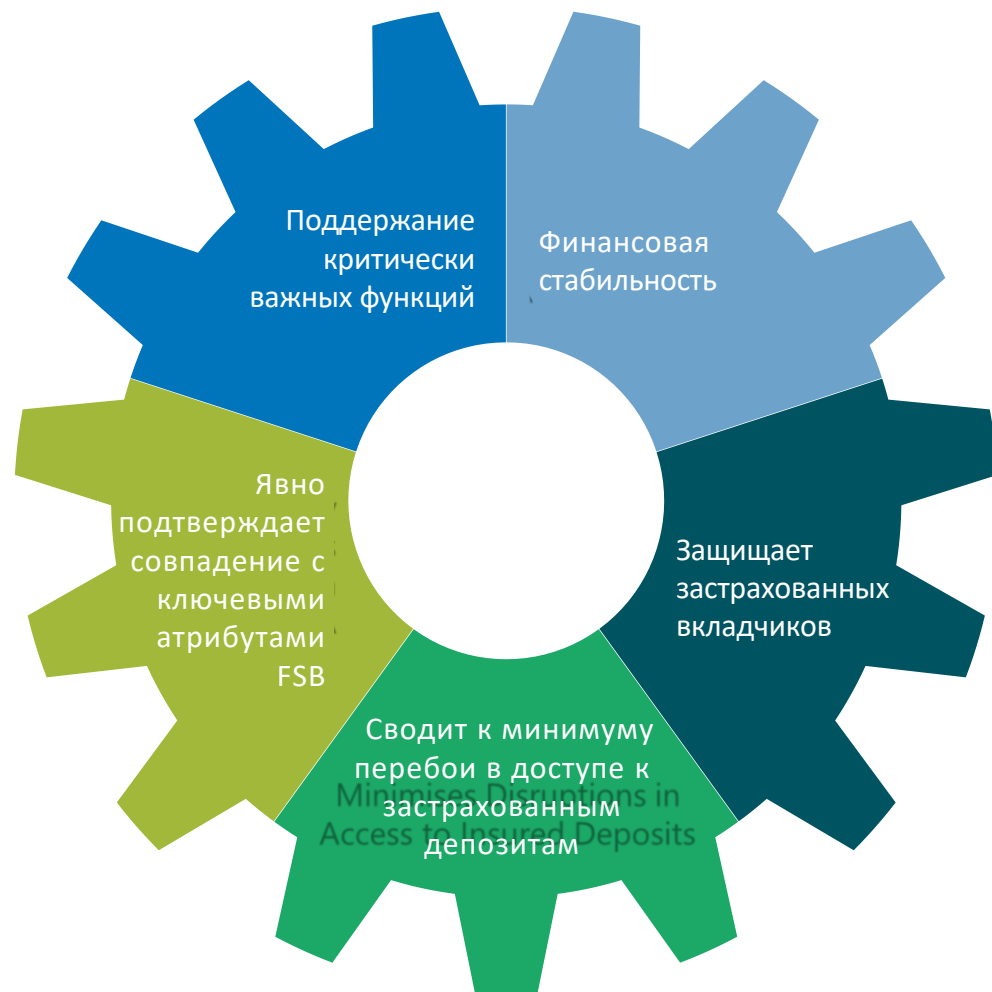 Поддержание
критически
важных функций
Финансовая
стабильность
Явно
подтверждает
совпадение с
ключевыми
атрибутами
FSB
Защищает
застрахованных
вкладчиков
Сводит к минимуму
перебои в доступе к
застрахованным
депозитам
Minimises Disruptions in
Access to Insured Deposits